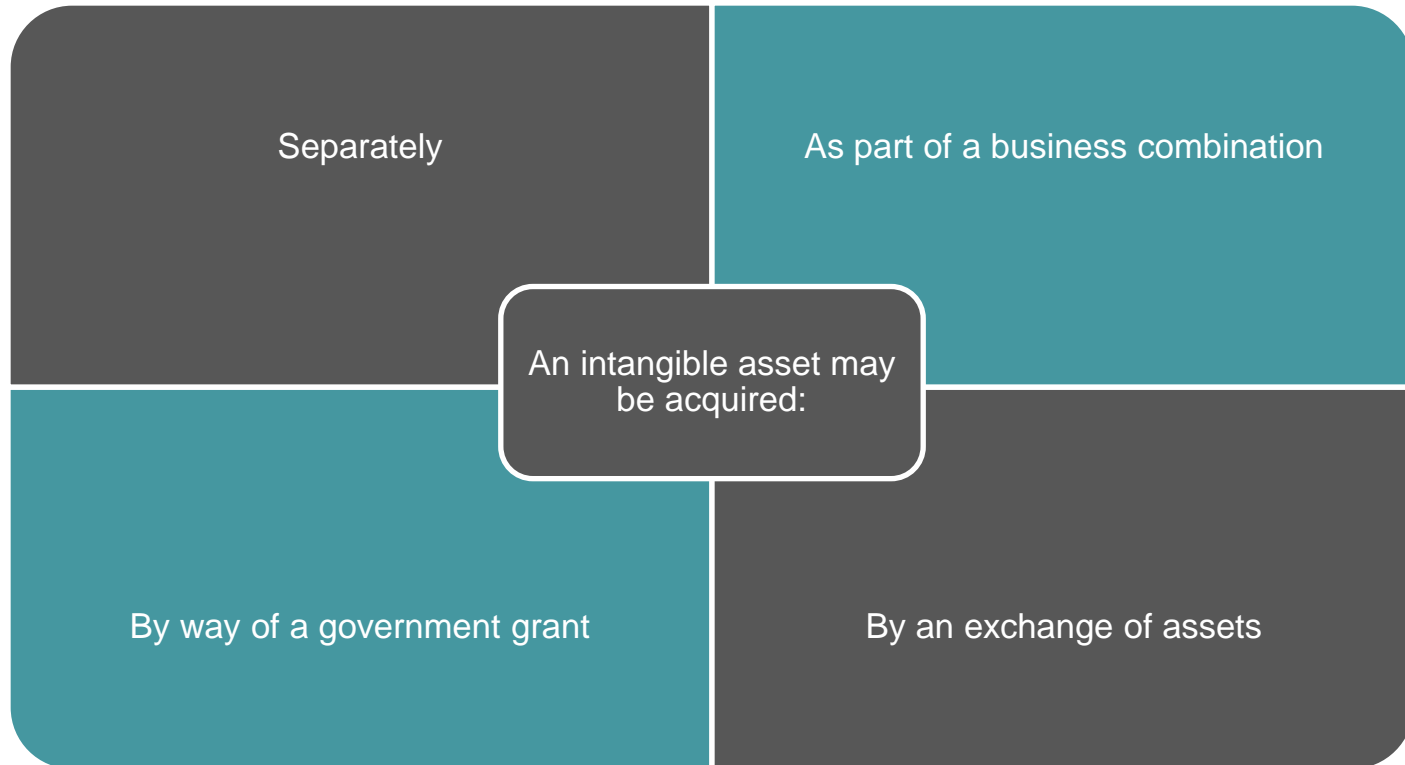 Separately
As part of a business combination
An intangible asset may
be acquired:
By way of a government grant
By an exchange of assets